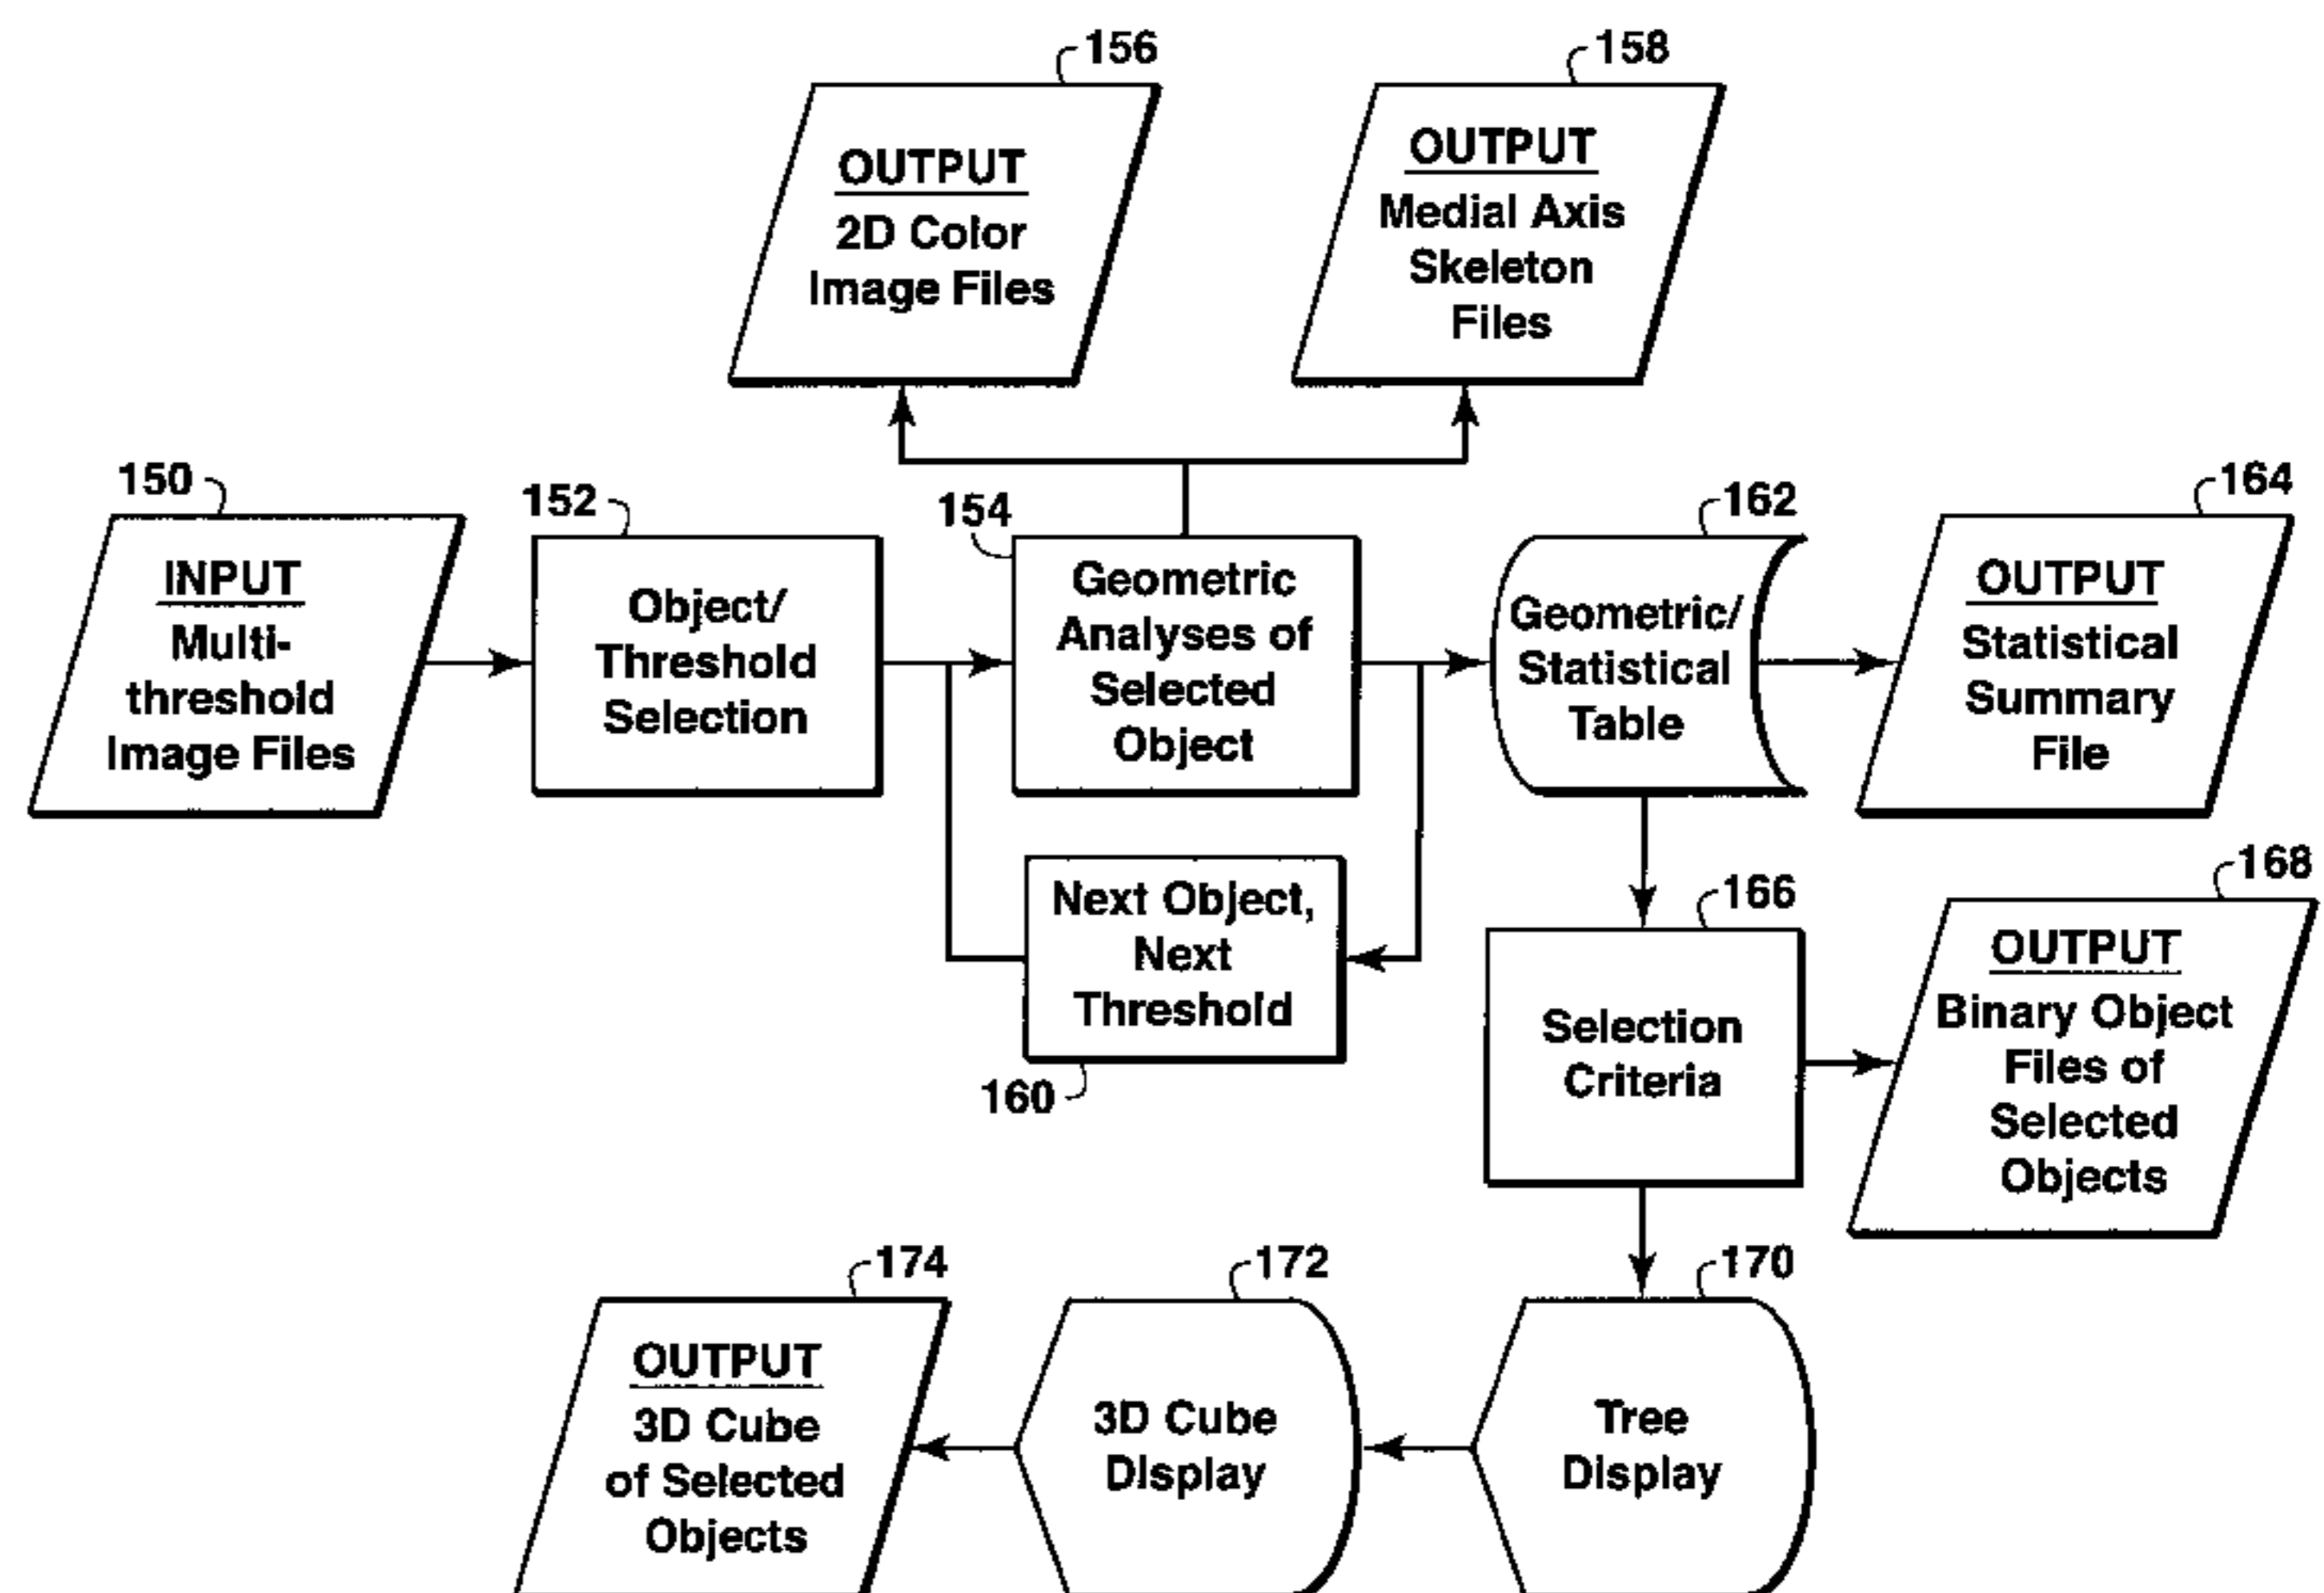 156
OUTPUT
2D Color
Image Files
158
OUTPUT
Medial Axis
Skeleton
Files
150
INPUT
Multi-
threshold
Image Files
152
Object/
Threshold
Selection
154
Geometric
Analyses of
Selected
Object
162
Geometric/
Statistical
Table
164
OUTPUT
Statistical
Summary
File
Next Object,
Next
Threshold
160
166
Selection
Criteria
168
OUTPUT
Binary Object
Files of
Selected
Objects
174
OUTPUT
3D Cube
of Selected
Objects
172
3D Cube
Display
170
Tree
Display